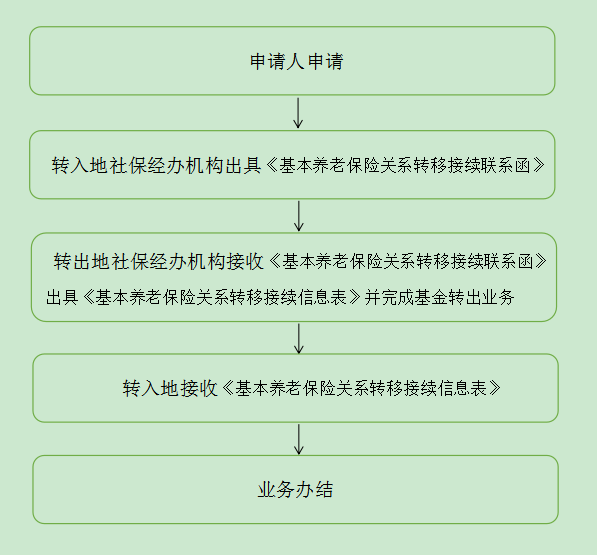 申请人申请
转入地社保经办机构出具《基本养老保险关系转移接续联系函》
转出地社保经办机构接收《基本养老保险关系转移接续联系函》
出具《基本养老保险关系转移接续信息表》并完成基金转出业务
转入地接收《基本养老保险关系转移接续信息表》
业务办结